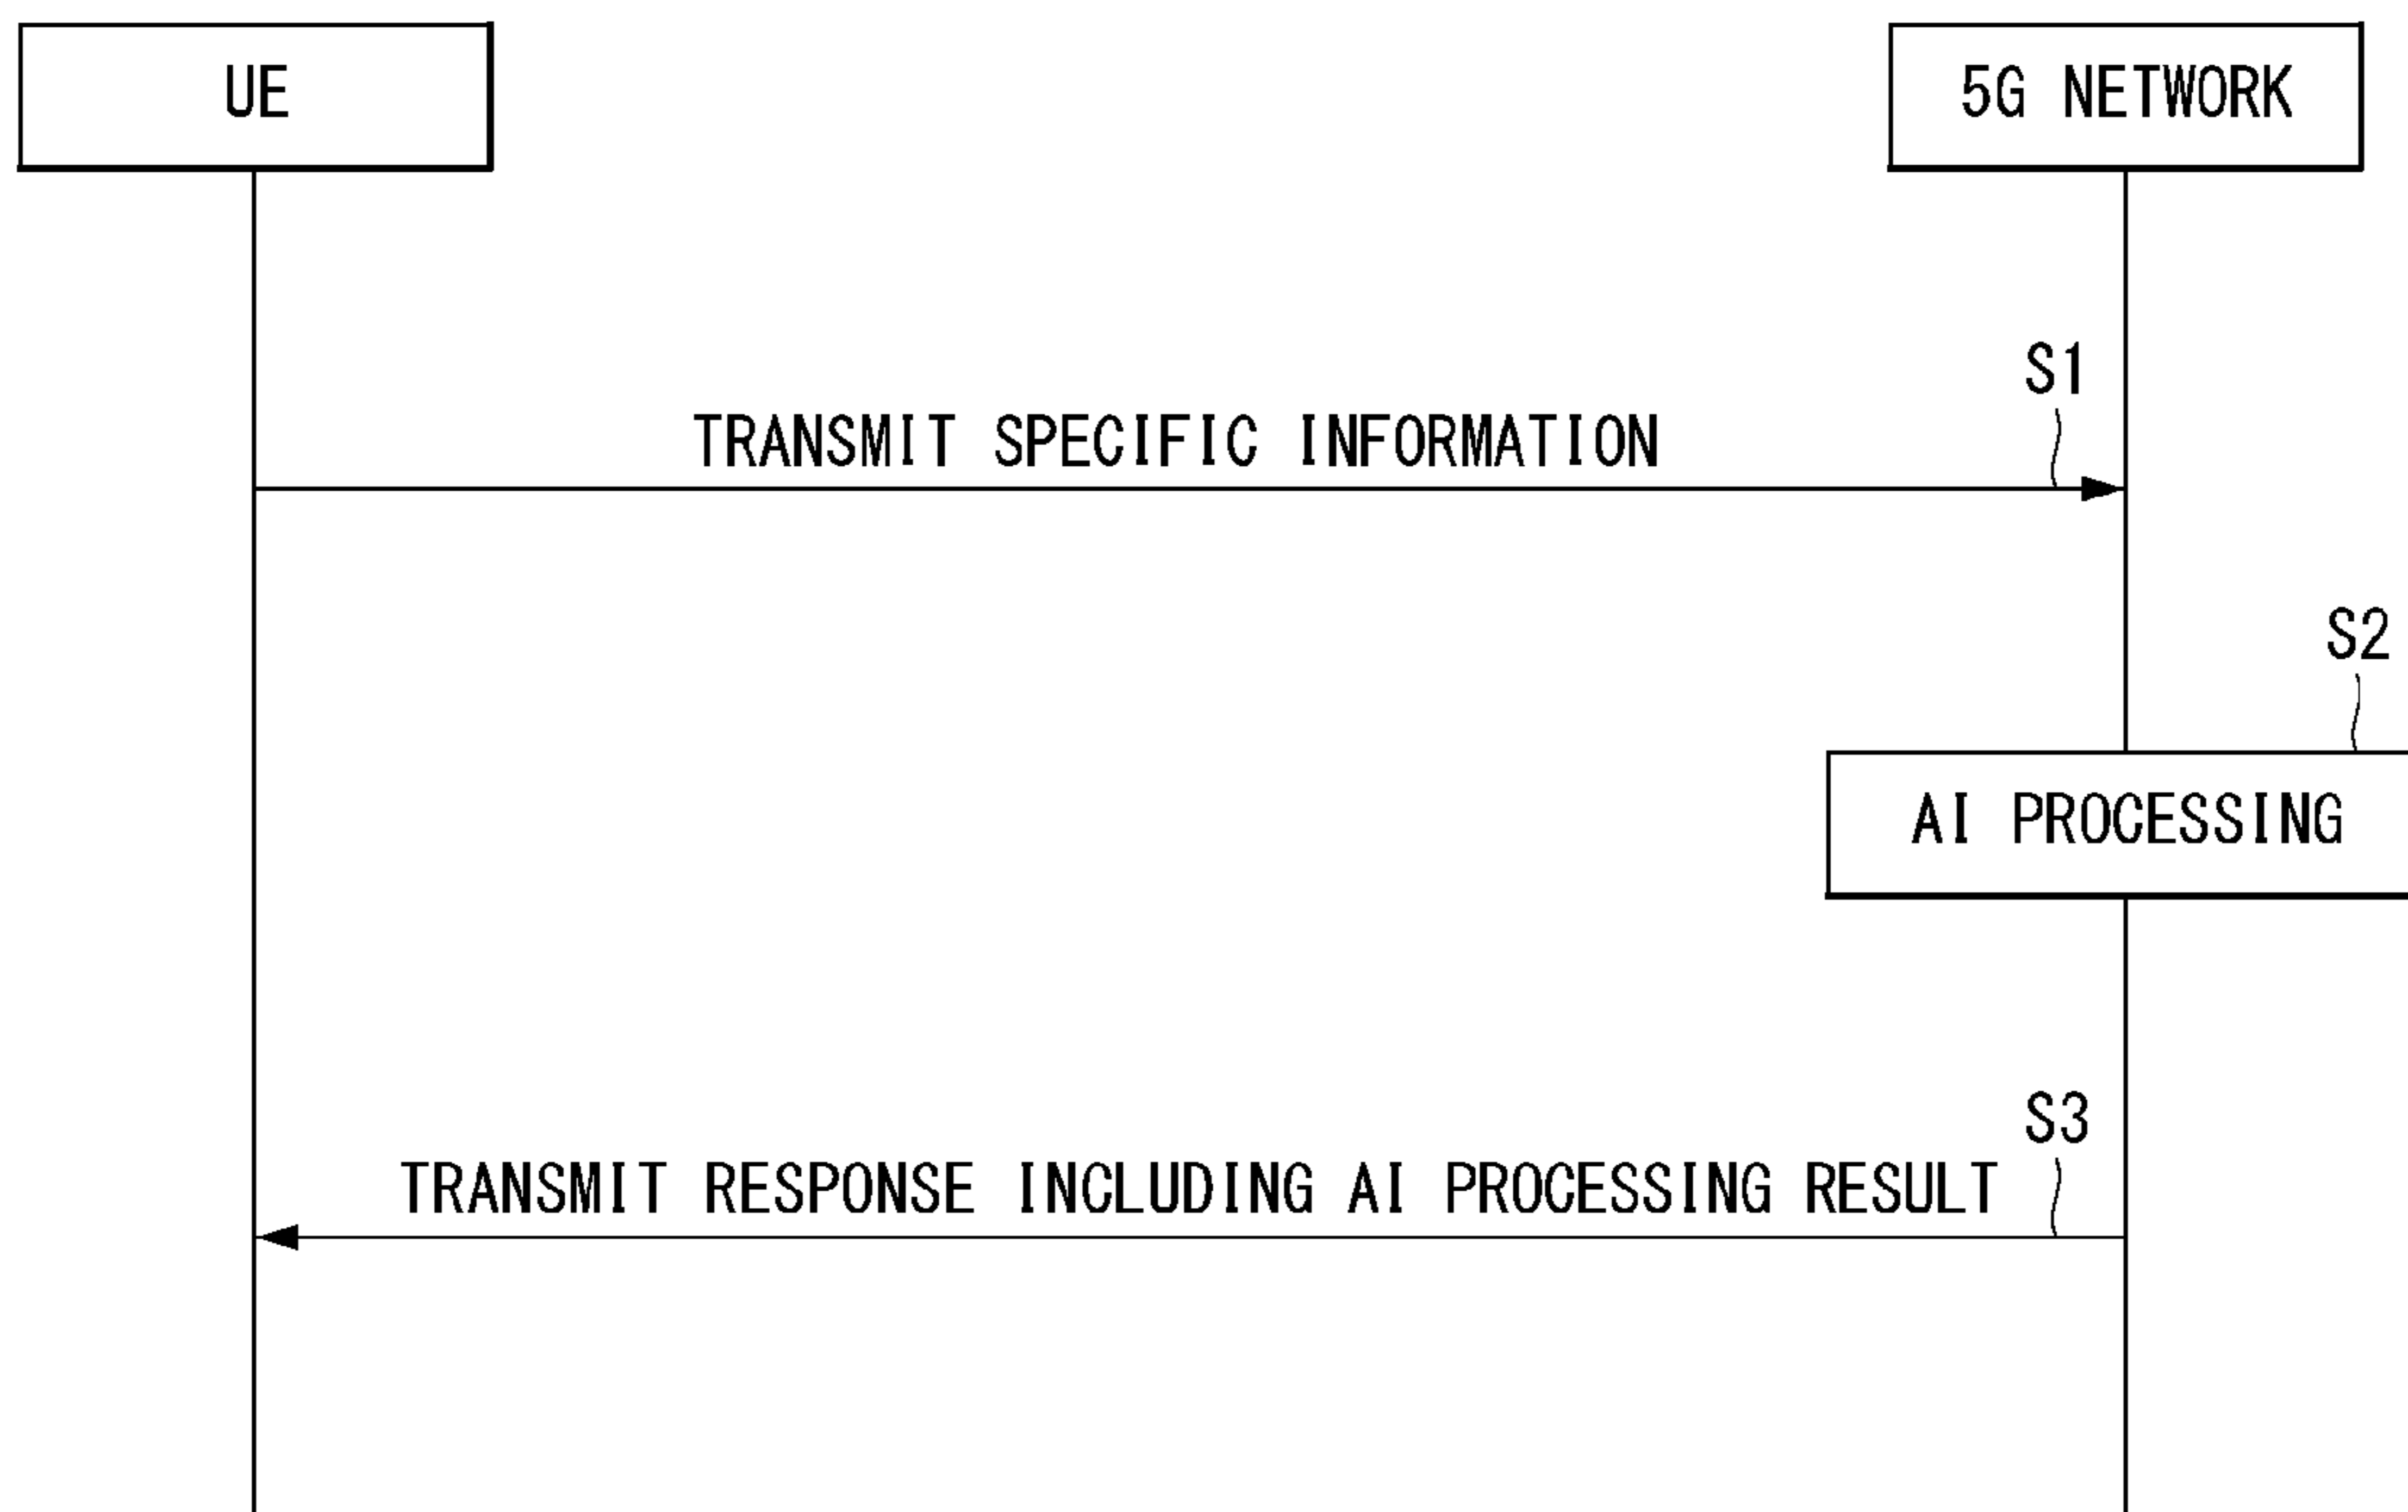 UE
5G NETWORK
S1
TRANSMIT SPECIFIC INFORMATION
S2
AI PROCESSING
S3
TRANSMIT RESPONSE INCLUDING AI PROCESSING RESULT